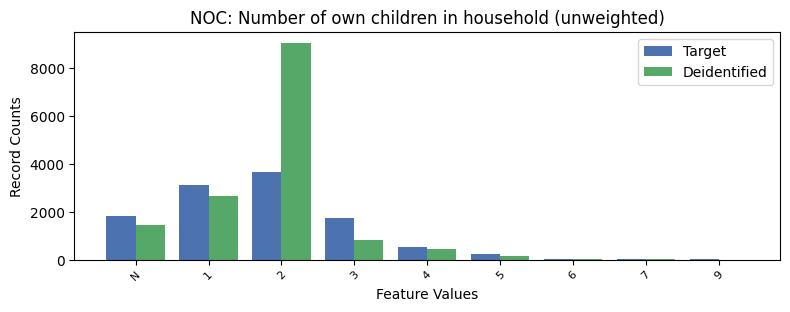 NOC: Number of own children in household (unweighted)
Target
Deidentified
8000
6000
4000
2000
0
Record Counts
N 1 2 3 4 5 6 7 9
Feature Values